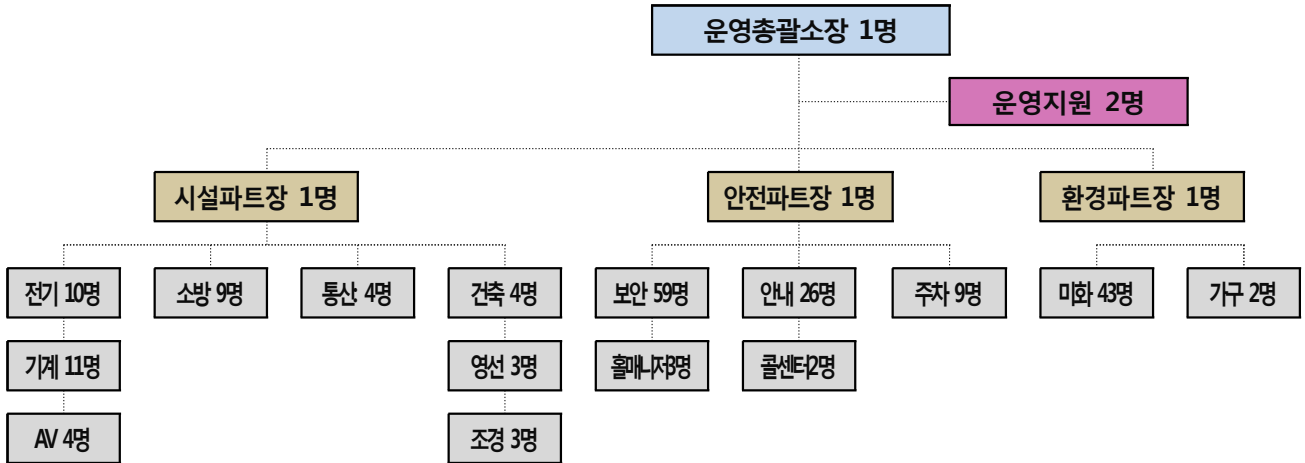 운영총괄소장 1명
운영지원 2명
시설파트장 1명
안전파트장 1명
환경파트장 1명
전기 10명
소방 9명
통신 4명
건축 4명
보안 59명
안내 26명
주차 9명
미화 43명
가구 2명
기계 11명
영선 3명
홀매니저3명
콜센터2명
AV 4명
조경 3명